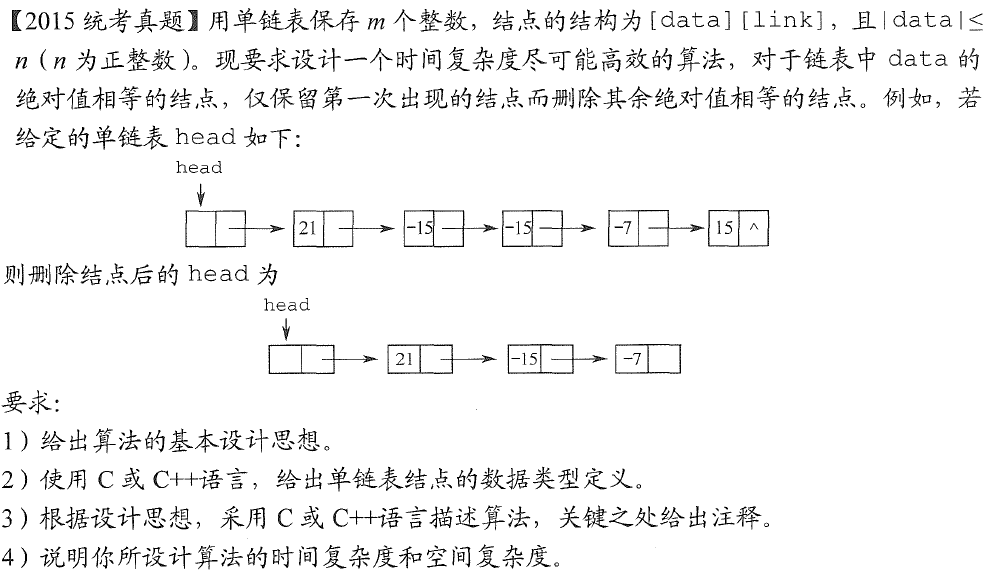 【2015 统考真题】用单链表保存 m 个整数，结点的结构为[data][link]，且|data|≤
n（n 为正整数）。现要求设计一个时间复杂度尽可能高效的算法，对于链表中 data 的
绝对值相等的结点，仅保留第一次出现的结点而删除其余绝对值相等的结点。例如，若
给定的单链表 head 如下：
head
21 -15 -15 -7 15 ^
则删除结点后的 head 为
head
21 -15 -7
要求：
1）给出算法的基本设计思想。
2）使用 C 或 C++语言，给出单链表结点的数据类型定义。
3）根据设计思想，采用 C 或 C++语言描述算法，关键之处给出注释。
4）说明你所设计算法的时间复杂度和空间复杂度。